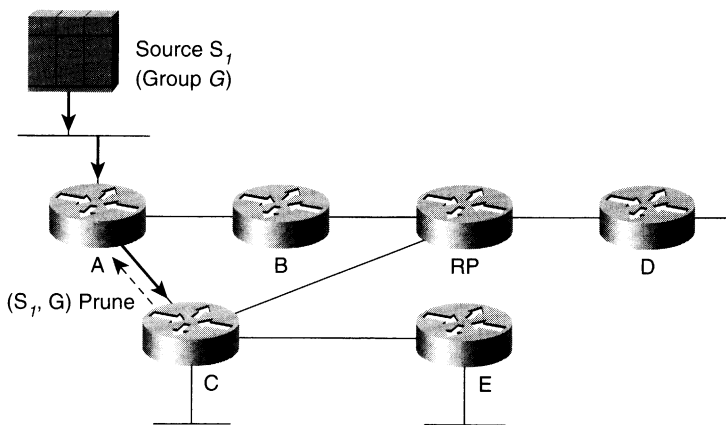 Source S1
(Group G)
A
B
RP
D
(S1, G) Prune
C
E